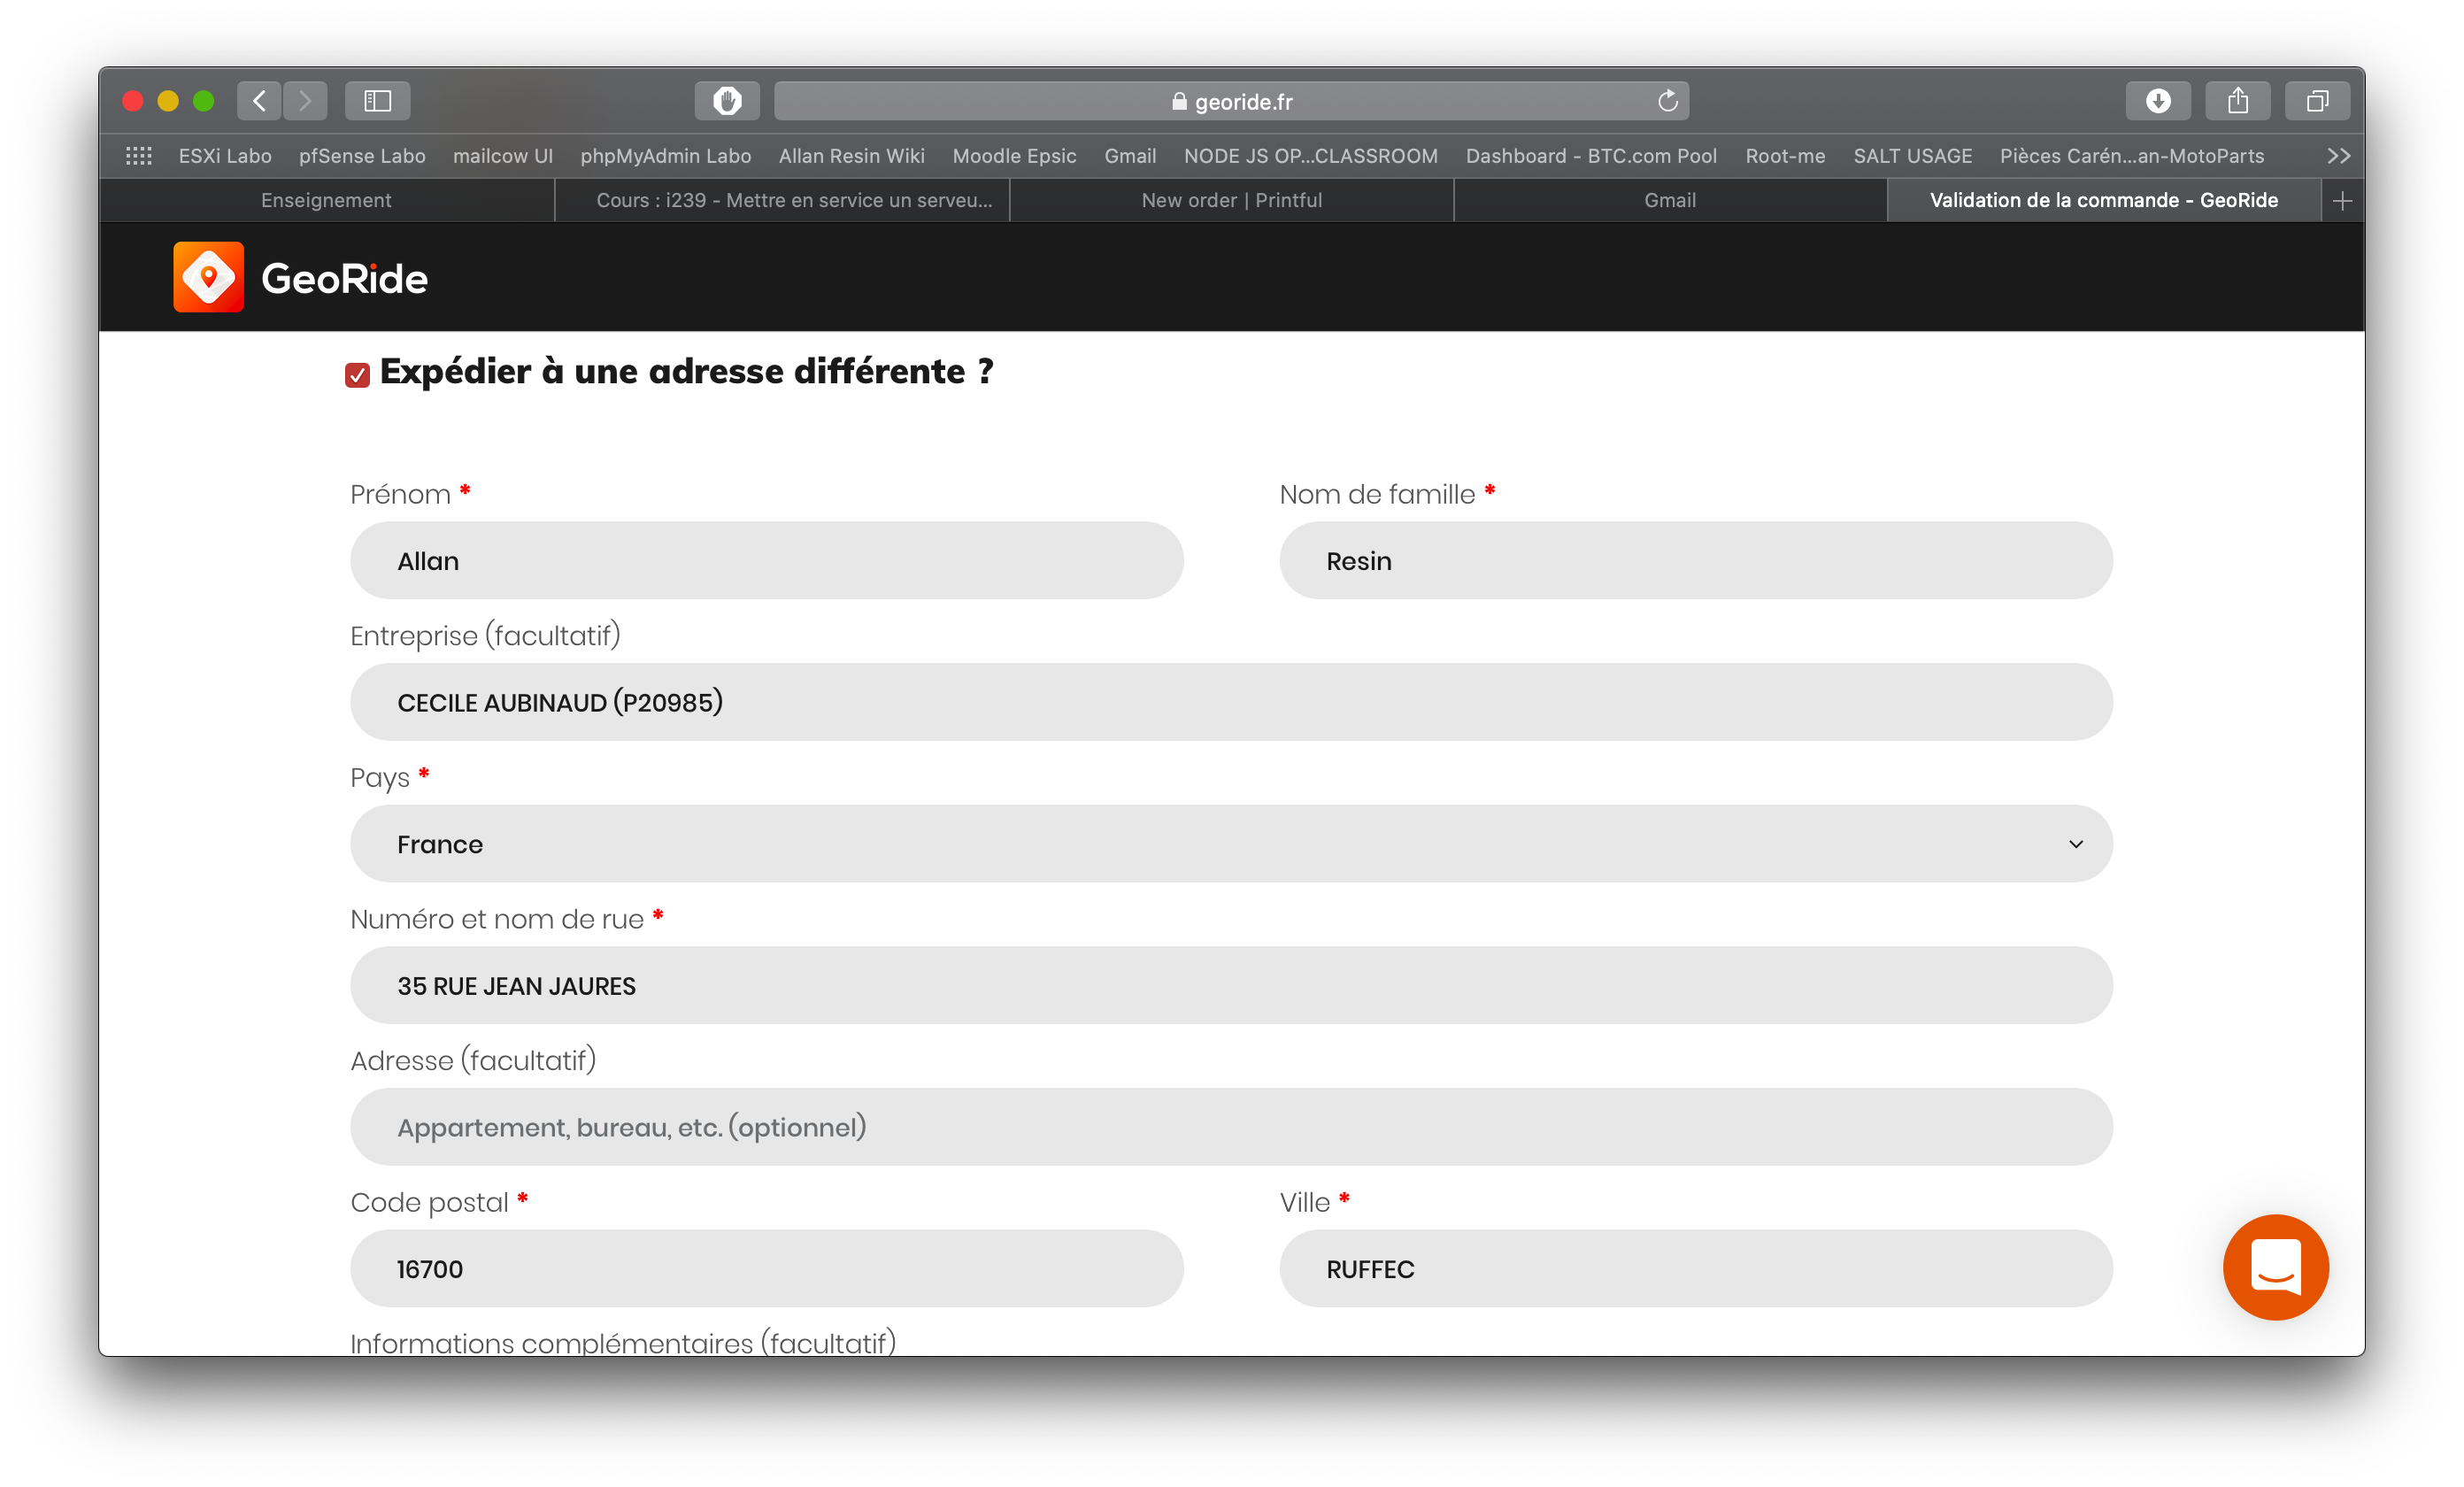 georide.fr
ESXi Labo pfSense Labo mailcow UI phpMyAdmin Labo Allan Resin Wiki Moodle Epsic Gmail NODE JS OP...CLASSROOM Dashboard - BTC.com Pool Root-me SALT USAGE Pièces Carén...an-MotoParts
Enseignement Cours : i239 - Mettre en service un serveu... New order | Printful Gmail Validation de la commande - GeoRide
GeoRide
Expédier à une adresse différente ?
Prénom * Nom de famille *
Allan Resin
Entreprise (facultatif)
CECILE AUBINAUD (P20985)
Pays *
France
Numéro et nom de rue *
35 RUE JEAN JAURES
Adresse (facultatif)
Appartement, bureau, etc. (optionnel)
Code postal * Ville *
16700 RUFFEC
Informations complémentaires (facultatif)